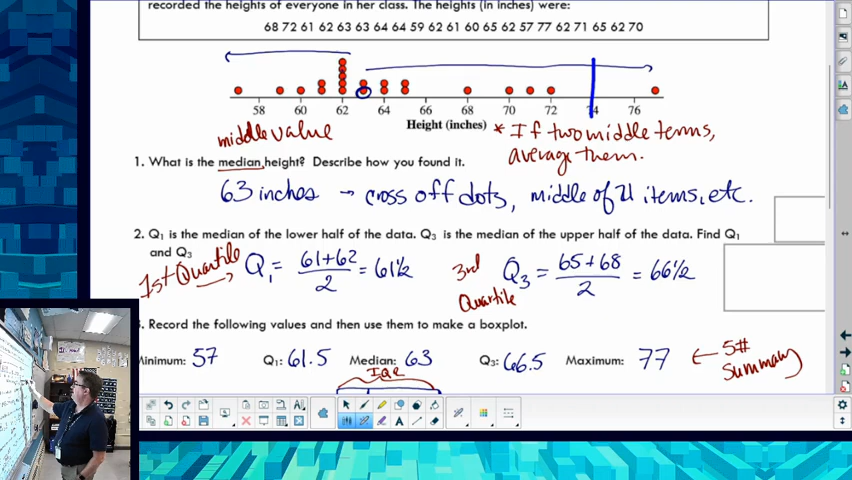 recorded the heights of everyone in her class. The heights (in inches) were:
68 72 61 62 63 61 63 64 64 59 62 61 60 65 62 57 77 62 71 65 62 70
58 60 62 64 66 68 70 72 74 76
Height (inches)
middle value
* If two middle terms,
average them.
1. What is the median height? Describe how you found it.
63 inches - cross off dots, middle of 21 items, etc.
2. Q1 is the median of the lower half of the data. Q3 is the median of the upper half of the data. Find Q1
and Q3
1st Quartile → Q1 = 61+62 / 2 = 61 1/2
3rd Quartile Q3 = 65+68 / 2 = 66 1/2
. Record the following values and then use them to make a boxplot.
Minimum: 57 Q1: 61.5 Median: 63 Q3: 66.5 Maximum: 77 ← 5# Summary
IQR